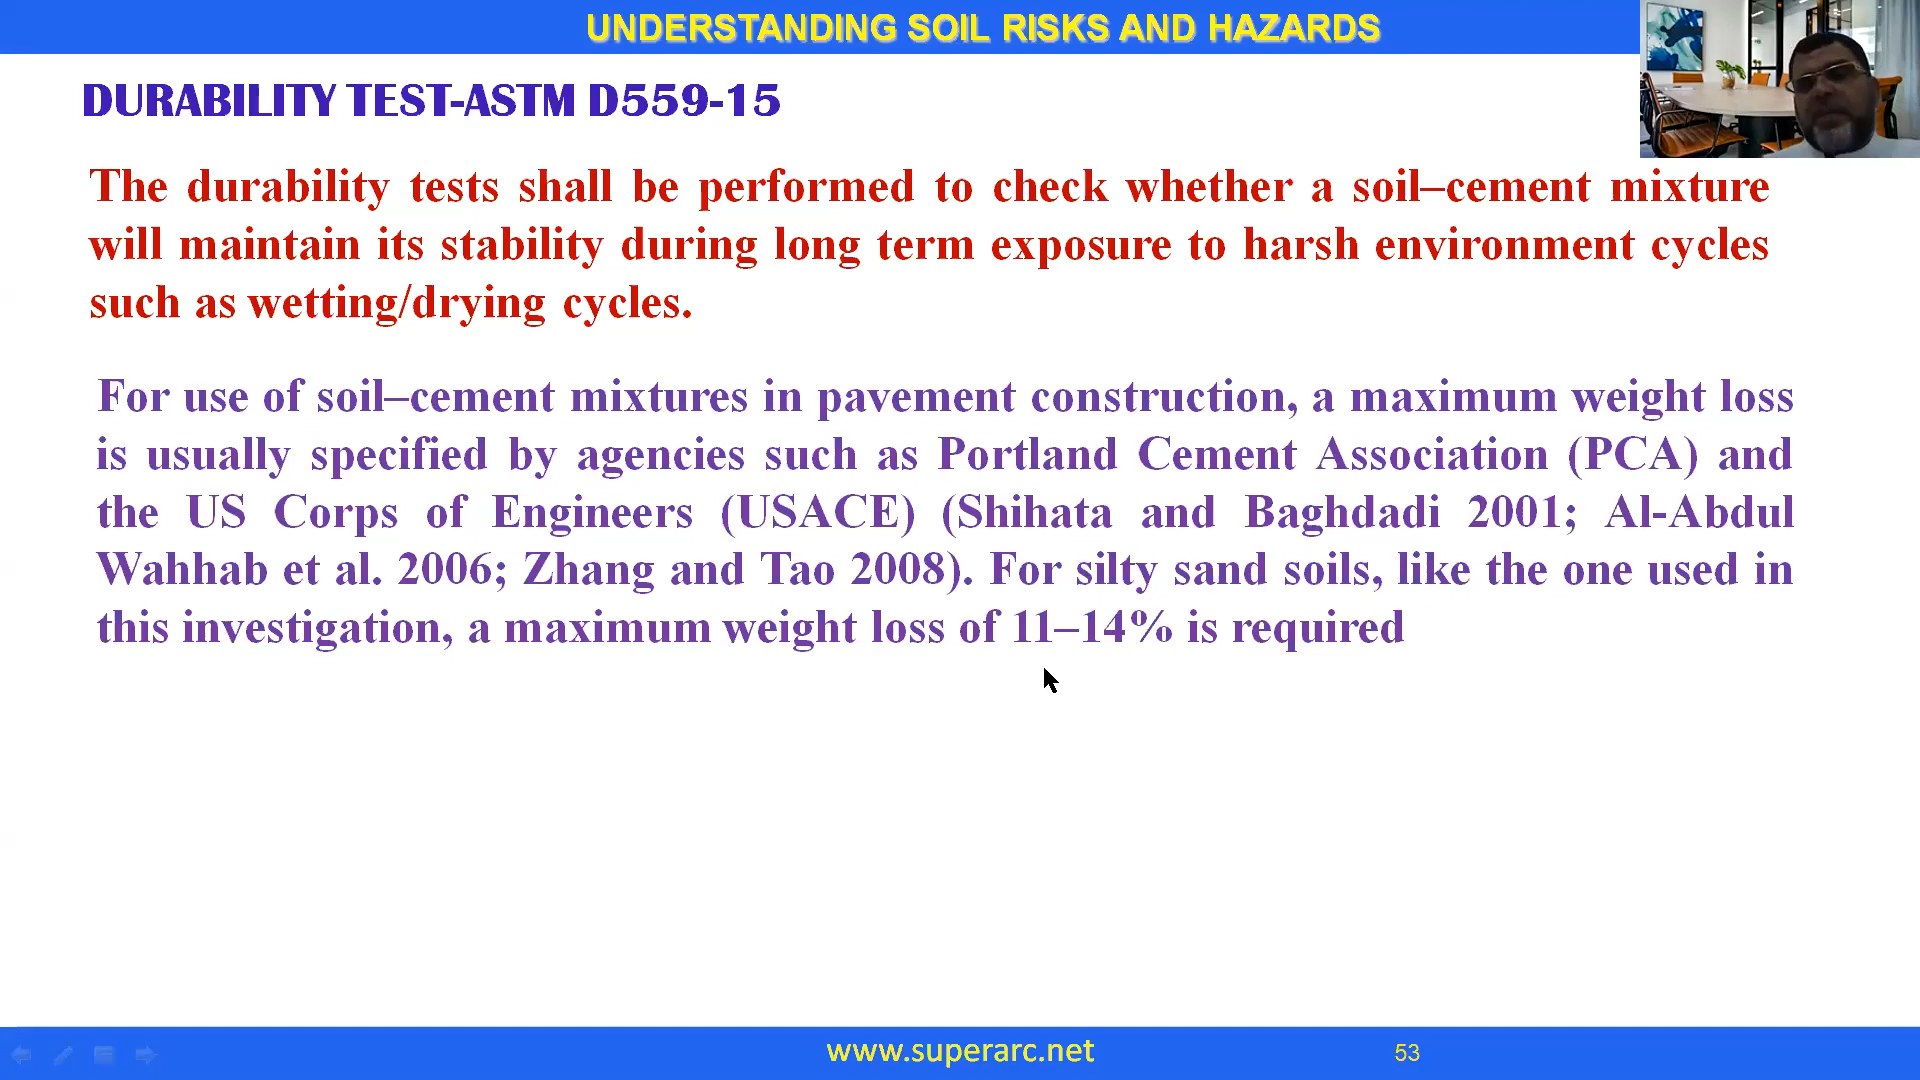 UNDERSTANDING SOIL RISKS AND HAZARDS
DURABILITY TEST-ASTM D559-15
The durability tests shall be performed to check whether a soil–cement mixture
will maintain its stability during long term exposure to harsh environment cycles
such as wetting/drying cycles.
For use of soil–cement mixtures in pavement construction, a maximum weight loss
is usually specified by agencies such as Portland Cement Association (PCA) and
the US Corps of Engineers (USACE) (Shihata and Baghdadi 2001; Al-Abdul
Wahhab et al. 2006; Zhang and Tao 2008). For silty sand soils, like the one used in
this investigation, a maximum weight loss of 11–14% is required
www.superarc.net
53